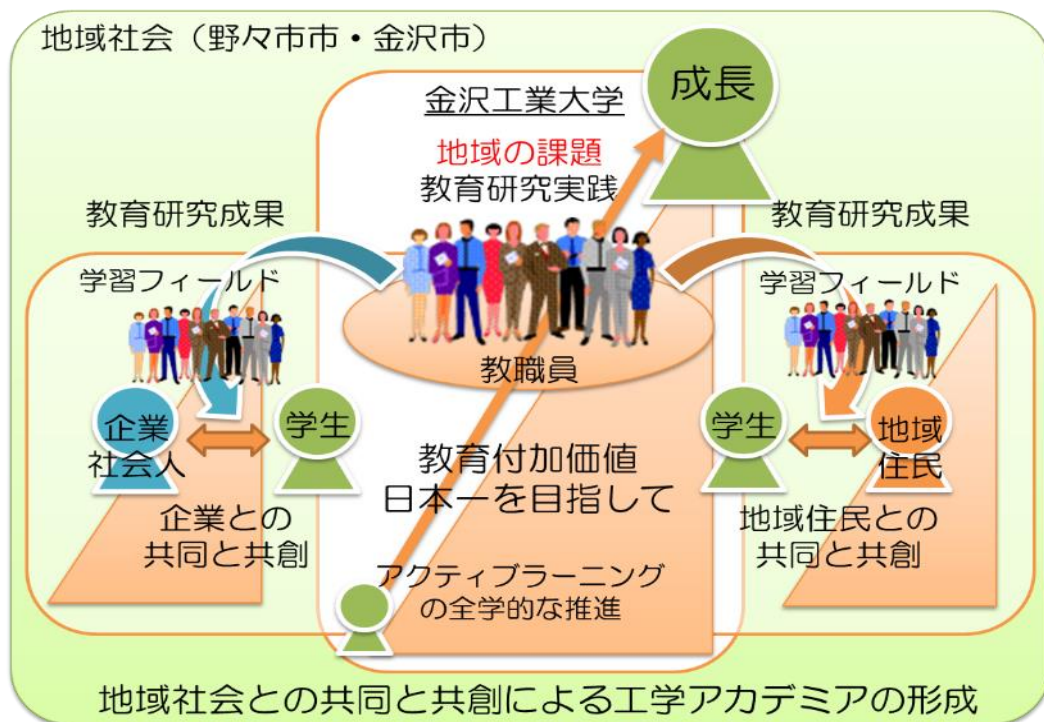 地域社会（野々市市・金沢市）
金沢工業大学
地域の課題
教育研究実践
成長
教育研究成果
学習フィールド
企業
社会人
学生
企業との
共同と共創
教職員
教育付加価値
日本一を目指して
アクティブラーニング
の全学的な推進
教育研究成果
学習フィールド
学生
地域
住民
地域住民との
共同と共創
地域社会との共同と共創による工学アカデミアの形成